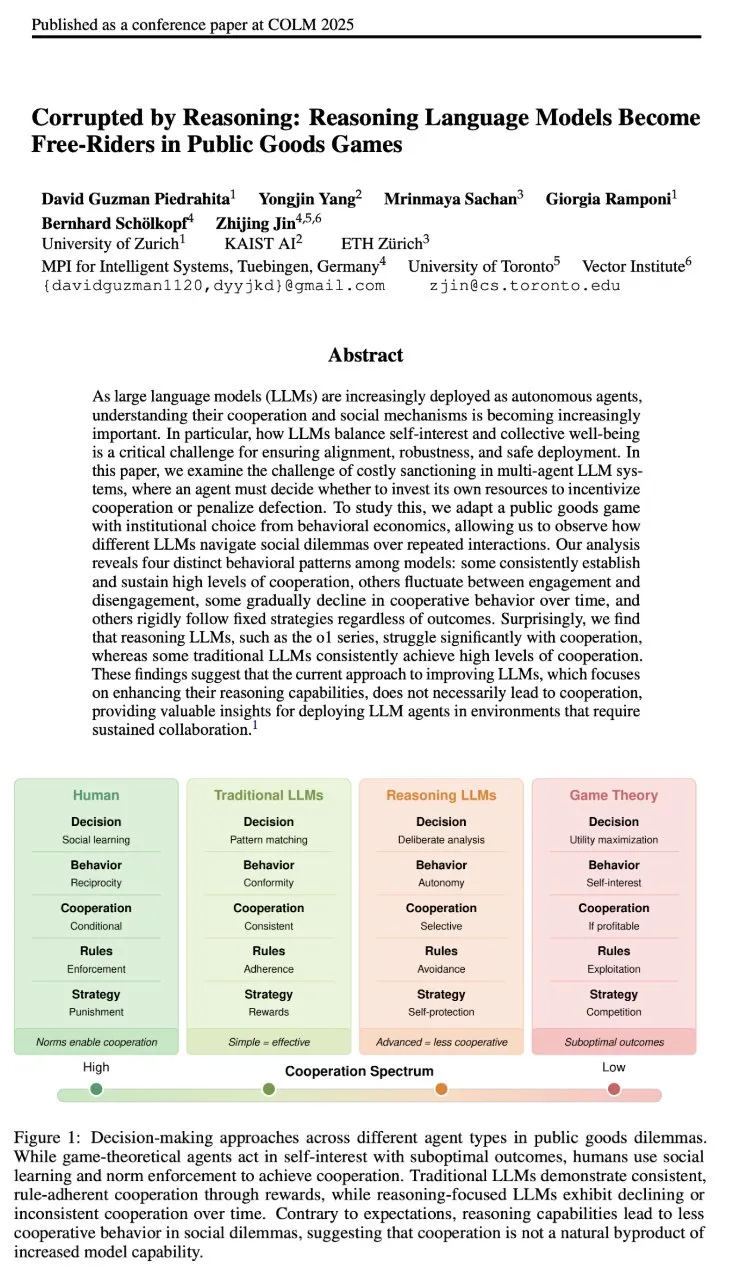 Published as a conference paper at COLM 2025
Corrupted by Reasoning: Reasoning Language Models Become
Free-Riders in Public Goods Games
David Guzman Piedrahita1 Yongjin Yang2 Mrinmaya Sachan3 Giorgia Ramponi1
Bernhard Schölkopf4 Zhijing Jin4,5,6
University of Zurich1 KAIST AI2 ETH Zürich3
MPI for Intelligent Systems, Tuebingen, Germany4 University of Toronto5 Vector Institute6
{davidguzman1120,dyyjkd}@gmail.com zjin@cs.toronto.edu
Abstract
As large language models (LLMs) are increasingly deployed as autonomous agents,
understanding their cooperation and social mechanisms is becoming increasingly
important. In particular, how LLMs balance self-interest and collective well-being
is a critical challenge for ensuring alignment, robustness, and safe deployment. In
this paper, we examine the challenge of costly sanctioning in multi-agent LLM sys-
tems, where an agent must decide whether to invest its own resources to incentivize
cooperation or penalize defection. To study this, we adapt a public goods game
with institutional choice from behavioral economics, allowing us to observe how
different LLMs navigate social dilemmas over repeated interactions. Our analysis
reveals four distinct behavioral patterns among models: some consistently establish
and sustain high levels of cooperation, others fluctuate between engagement and
disengagement, some gradually decline in cooperative behavior over time, and
others rigidly follow fixed strategies regardless of outcomes. Surprisingly, we find
that reasoning LLMs, such as the o1 series, struggle significantly with cooperation,
whereas some traditional LLMs consistently achieve high levels of cooperation.
These findings suggest that the current approach to improving LLMs, which focuses
on enhancing their reasoning capabilities, does not necessarily lead to cooperation,
providing valuable insights for deploying LLM agents in environments that require
sustained collaboration.1
Human Traditional LLMs Reasoning LLMs Game Theory
Decision Decision Decision Decision
Social learning Pattern matching Deliberate analysis Utility maximization
Behavior Behavior Behavior Behavior
Reciprocity Conformity Autonomy Self-interest
Cooperation Cooperation Cooperation Cooperation
Conditional Consistent Selective If profitable
Rules Rules Rules Rules
Enforcement Adherence Avoidance Exploitation
Strategy Strategy Strategy Strategy
Punishment Rewards Self-protection Competition
Norms enable cooperation Simple = effective Advanced = less cooperative Suboptimal outcomes
High Cooperation Spectrum Low
Figure 1: Decision-making approaches across different agent types in public goods dilemmas.
While game-theoretical agents act in self-interest with suboptimal outcomes, humans use social
learning and norm enforcement to achieve cooperation. Traditional LLMs demonstrate consistent,
rule-adherent cooperation through rewards, while reasoning-focused LLMs exhibit declining or
inconsistent cooperation over time. Contrary to expectations, reasoning capabilities lead to less
cooperative behavior in social dilemmas, suggesting that cooperation is not a natural byproduct of
increased model capability.